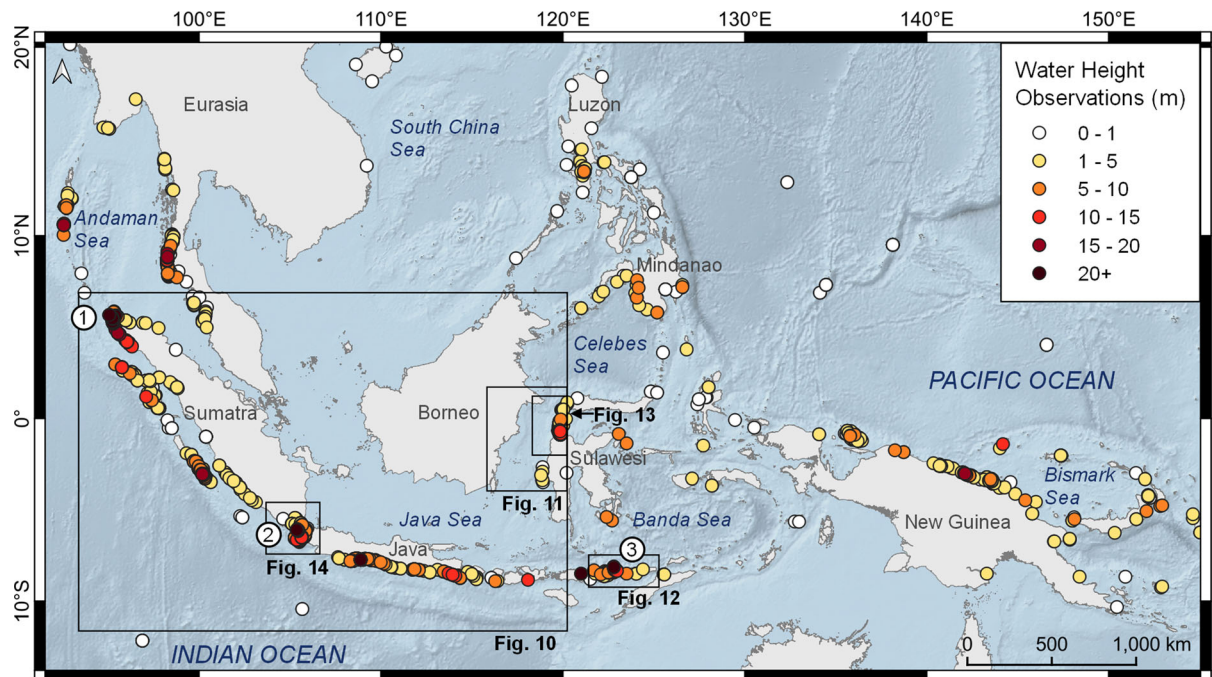 100°E
110°E
120°E
130°E
140°E
150°E
20°N
10°N
0°
10°S
Water Height
Observations (m)
0 - 1
1 - 5
5 - 10
10 - 15
15 - 20
20+
Eurasia
Luzon
South China
Sea
Andaman
Sea
Mindanao
1
Celebes
Sea
PACIFIC OCEAN
Sumatra
Borneo
Fig. 13
Sulawesi
Bismark
Sea
Fig. 11
2
Java Sea
Banda Sea
New Guinea
Java
3
Fig. 14
Fig. 12
Fig. 10
INDIAN OCEAN
0
500
1,000 km